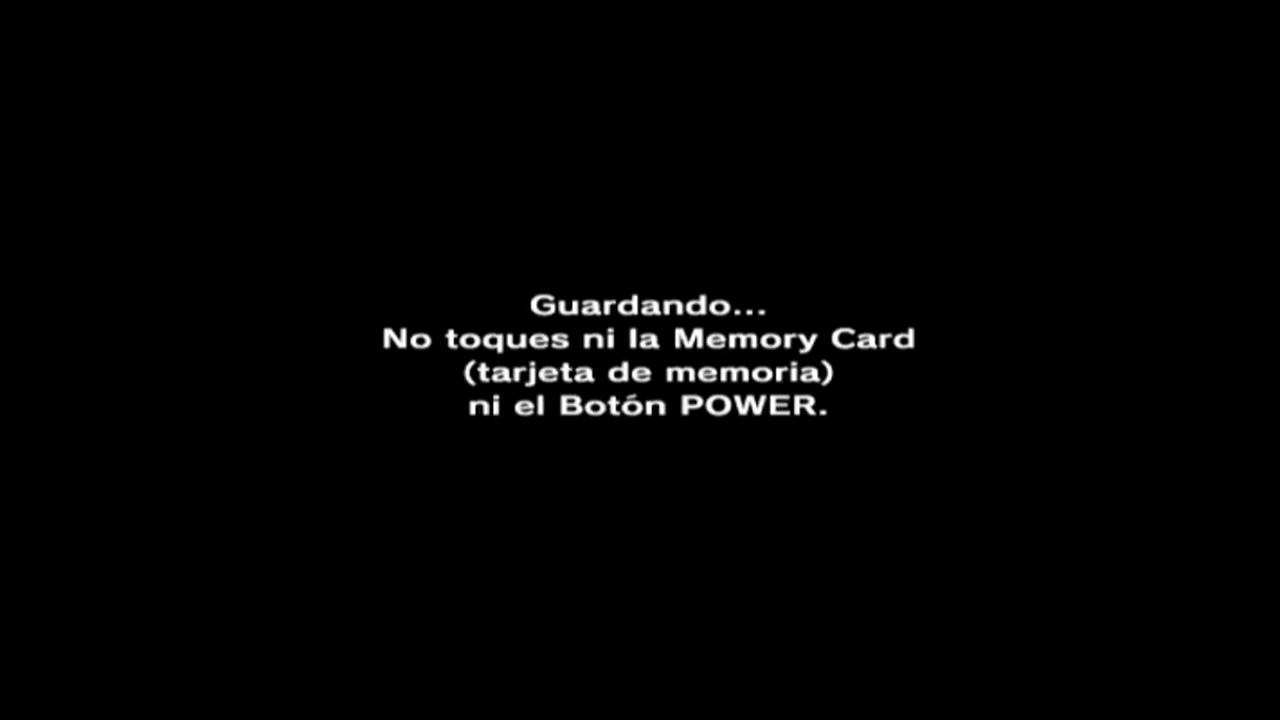 Guardando...
No toques ni la Memory Card
(tarjeta de memoria)
ni el Botón POWER.